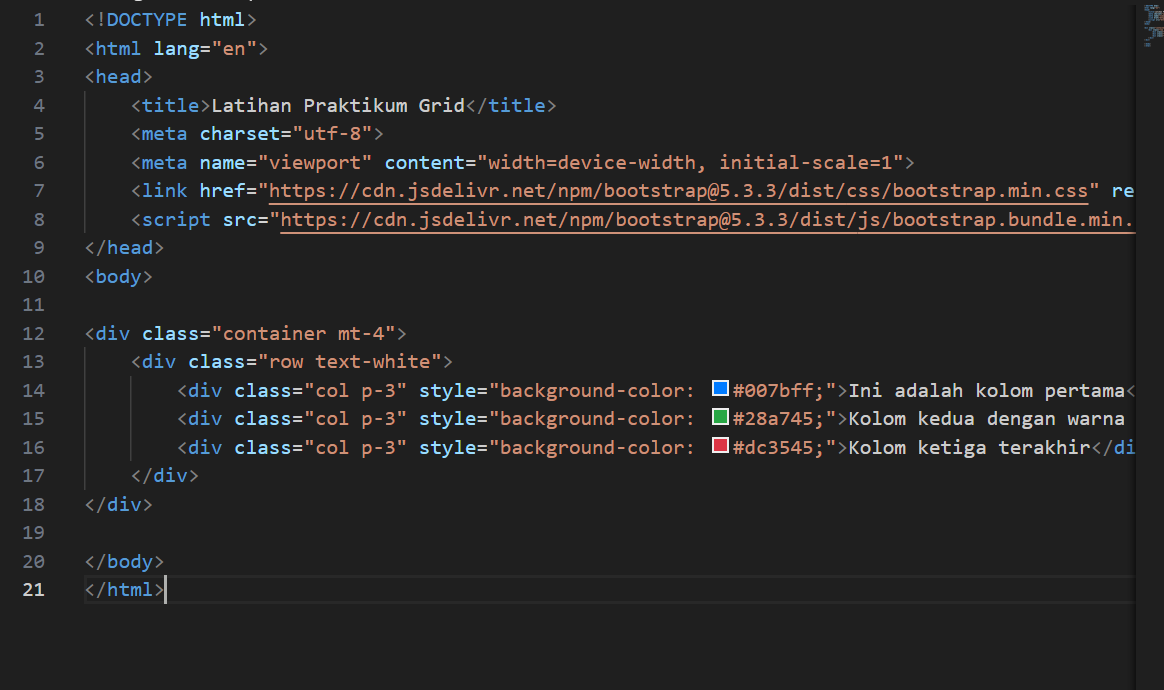 1 <!DOCTYPE html>
2 <html lang="en">
3 <head>
4 <title>Latihan Praktikum Grid</title>
5 <meta charset="utf-8">
6 <meta name="viewport" content="width=device-width, initial-scale=1">
7 <link href="https://cdn.jsdelivr.net/npm/bootstrap@5.3.3/dist/css/bootstrap.min.css" re
8 <script src="https://cdn.jsdelivr.net/npm/bootstrap@5.3.3/dist/js/bootstrap.bundle.min.
9 </head>
10 <body>
11
12 <div class="container mt-4">
13 <div class="row text-white">
14 <div class="col p-3" style="background-color: #007bff;">Ini adalah kolom pertama<
15 <div class="col p-3" style="background-color: #28a745;">Kolom kedua dengan warna
16 <div class="col p-3" style="background-color: #dc3545;">Kolom ketiga terakhir</di
17 </div>
18 </div>
19
20 </body>
21 </html>